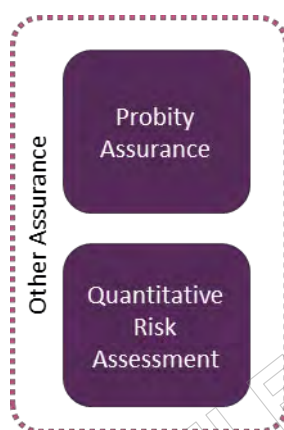 Other Assurance
Probity
Assurance
Quantitative
Risk
Assessment